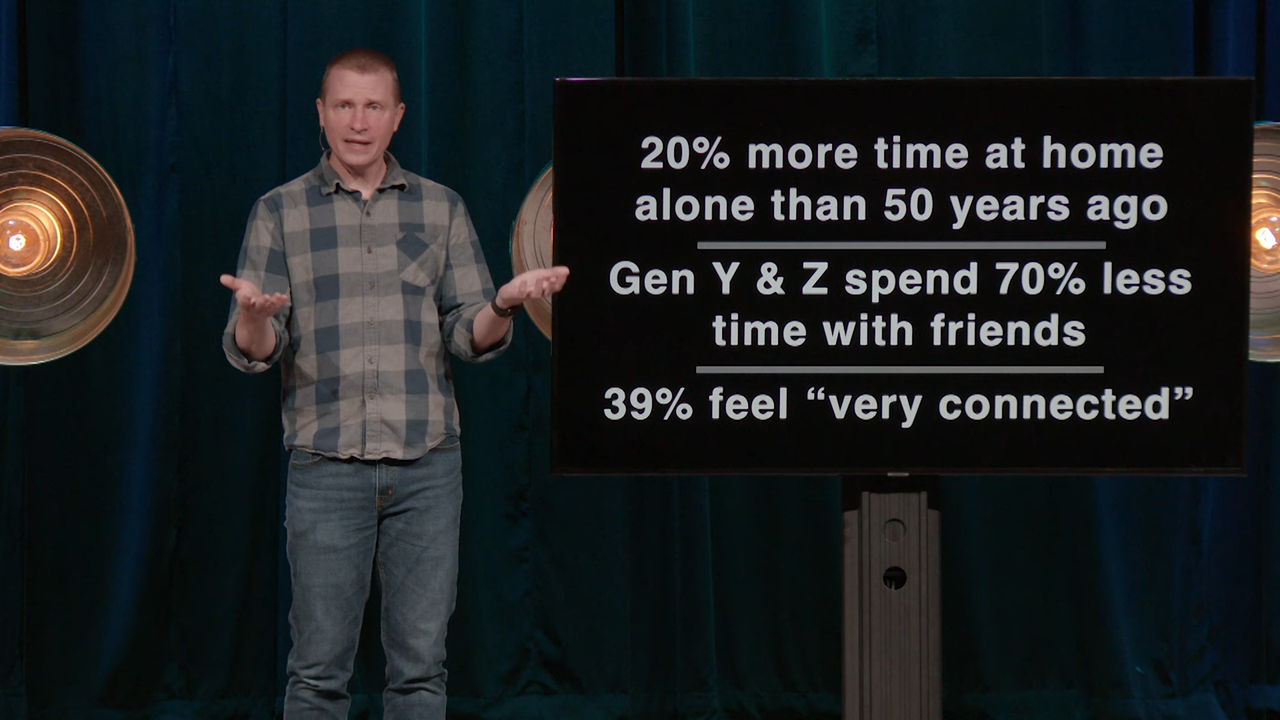 20% more time at home
alone than 50 years ago
Gen Y & Z spend 70% less
time with friends
39% feel “very connected”